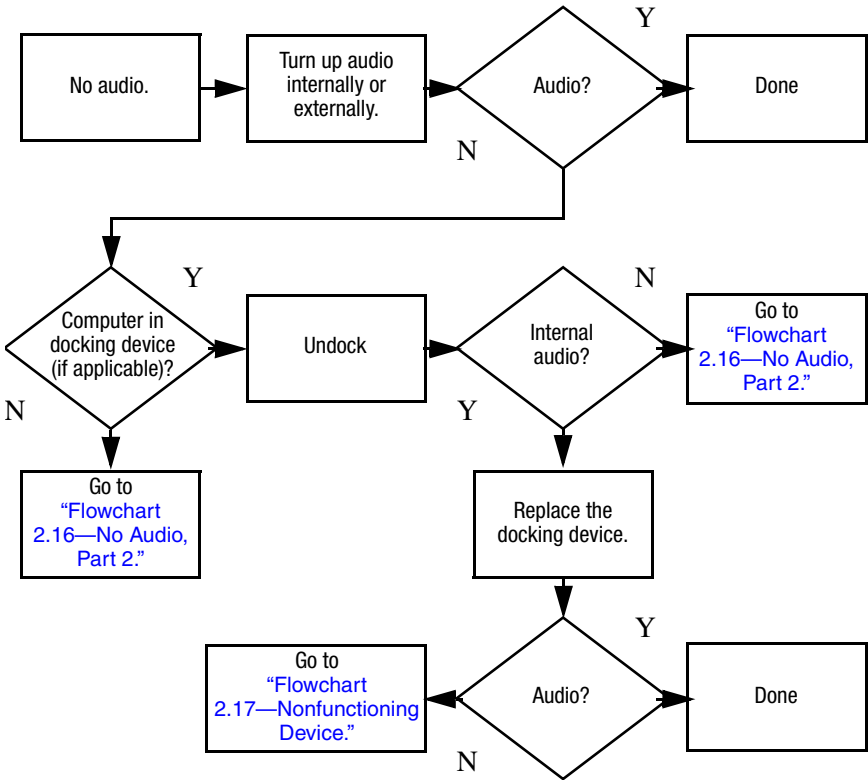 Y
No audio.
Turn up audio
internally or
externally.
Audio?
Done
N
Y
N
Computer in
docking device
(if applicable)?
Undock
Internal
audio?
Go to
“Flowchart
2.16—No Audio,
Part 2.”
N
Y
Go to
“Flowchart
2.16—No Audio,
Part 2.”
Replace the
docking device.
Y
Go to
“Flowchart
2.17—Nonfunctioning
Device.”
Audio?
Done
N